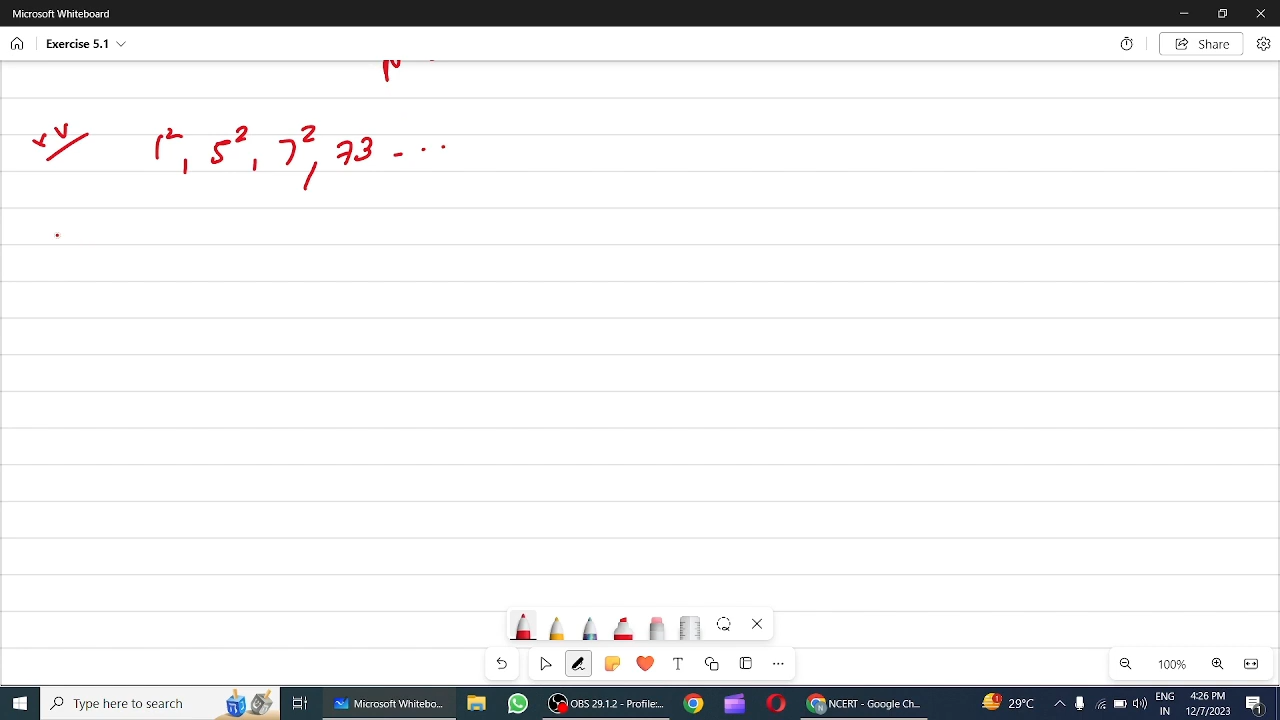 Microsoft Whiteboard
Exercise 5.1
Share
xv
1², 5², 7², 73 - ...
100%
Type here to search
Microsoft Whitebo...
OBS 29.1.2 - Profile...
NCERT - Google Ch...
29°C
ENG
IN
4:26 PM
12/7/2023